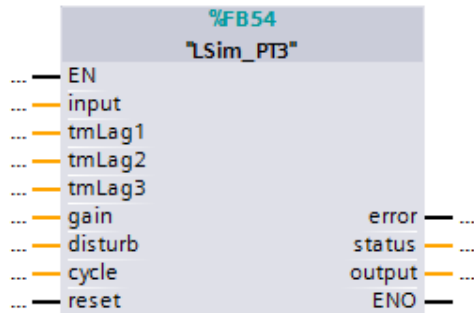 %FB54
"LSim_PT3"
... EN
... input
... tmLag1
... tmLag2
... tmLag3
... gain error ...
... disturb status ...
... cycle output ...
... reset ENO